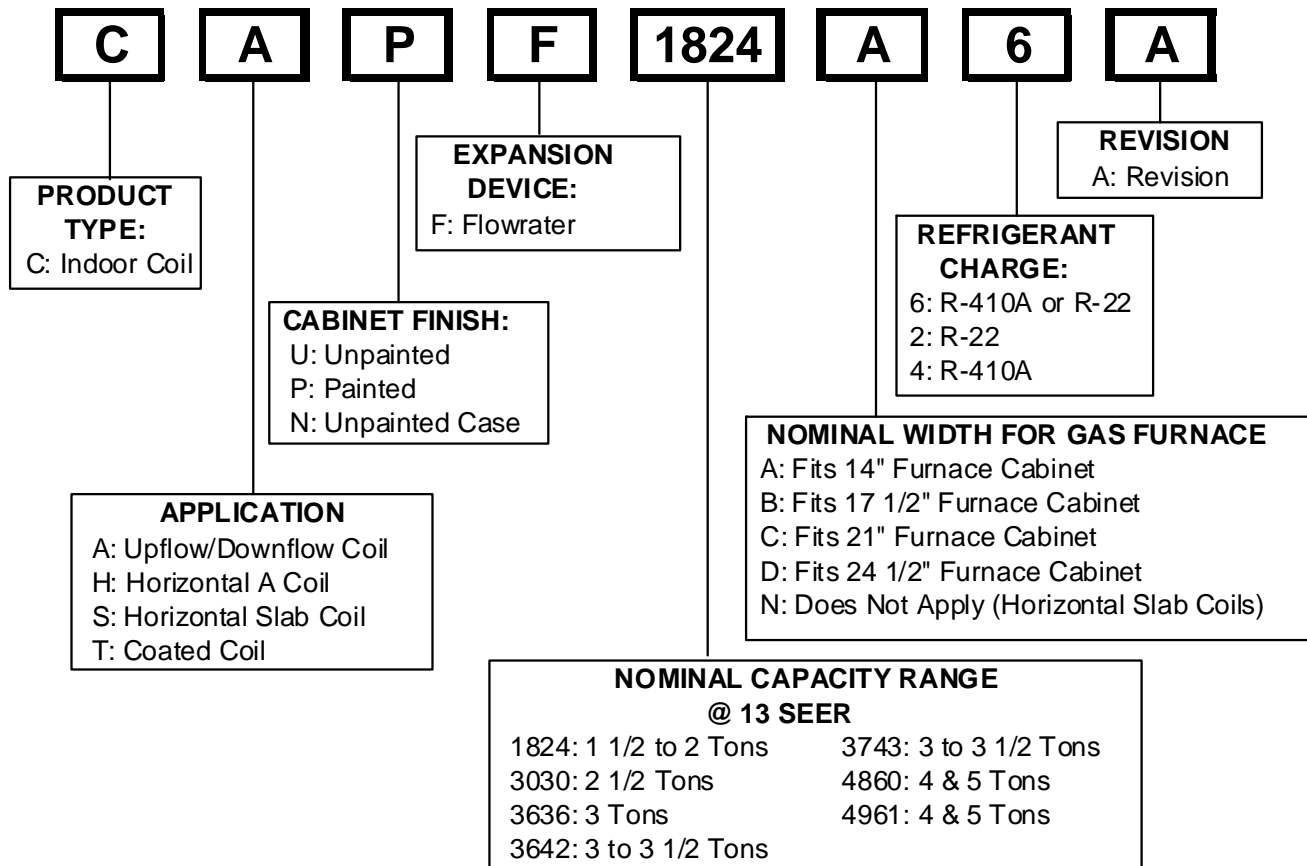 C A P F 1824 A 6 A
PRODUCT
TYPE:
C: Indoor Coil
APPLICATION
A: Upflow/Downflow Coil
H: Horizontal A Coil
S: Horizontal Slab Coil
T: Coated Coil
CABINET FINISH:
U: Unpainted
P: Painted
N: Unpainted Case
EXPANSION
DEVICE:
F: Flowrater
NOMINAL CAPACITY RANGE
@ 13 SEER
1824: 1 1/2 to 2 Tons
3030: 2 1/2 Tons
3636: 3 Tons
3642: 3 to 3 1/2 Tons
3743: 3 to 3 1/2 Tons
4860: 4 & 5 Tons
4961: 4 & 5 Tons
NOMINAL WIDTH FOR GAS FURNACE
A: Fits 14" Furnace Cabinet
B: Fits 17 1/2" Furnace Cabinet
C: Fits 21" Furnace Cabinet
D: Fits 24 1/2" Furnace Cabinet
N: Does Not Apply (Horizontal Slab Coils)
REFRIGERANT
CHARGE:
6: R-410A or R-22
2: R-22
4: R-410A
REVISION
A: Revision